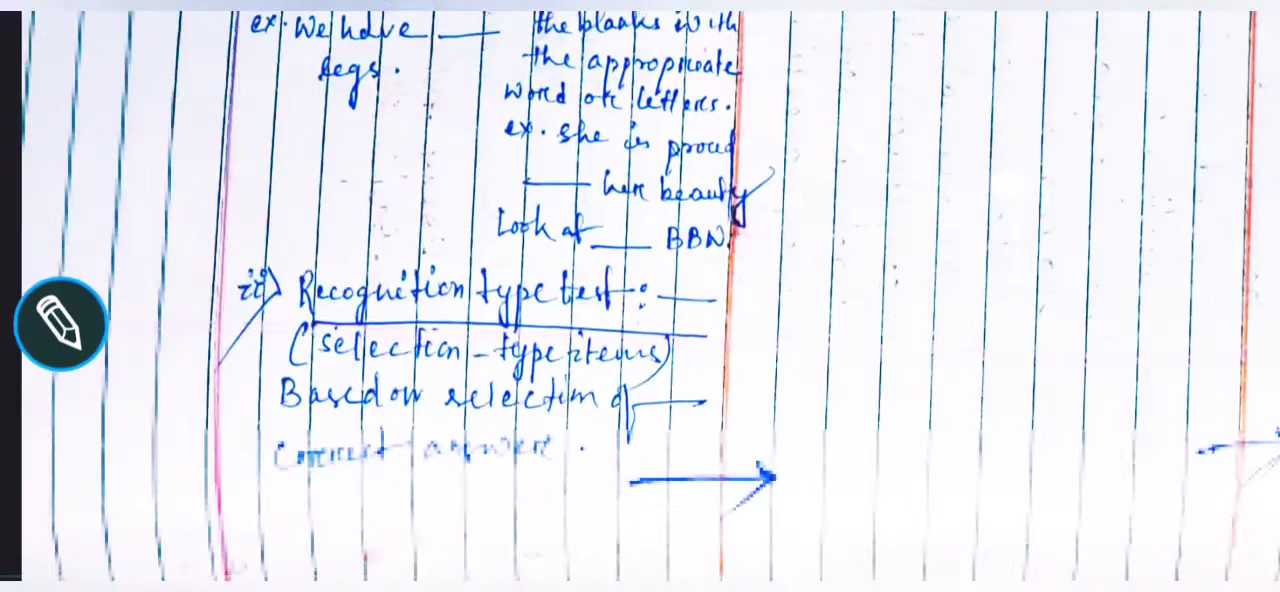 ex. We have ___
legs.
the blanks with
the appropriate
word or letters.
ex. she is proud
___ her beauty
Look at ___ BBN.
ii) Recognition type test : —
(selection-type items)
Based on selection of —
correct answer.